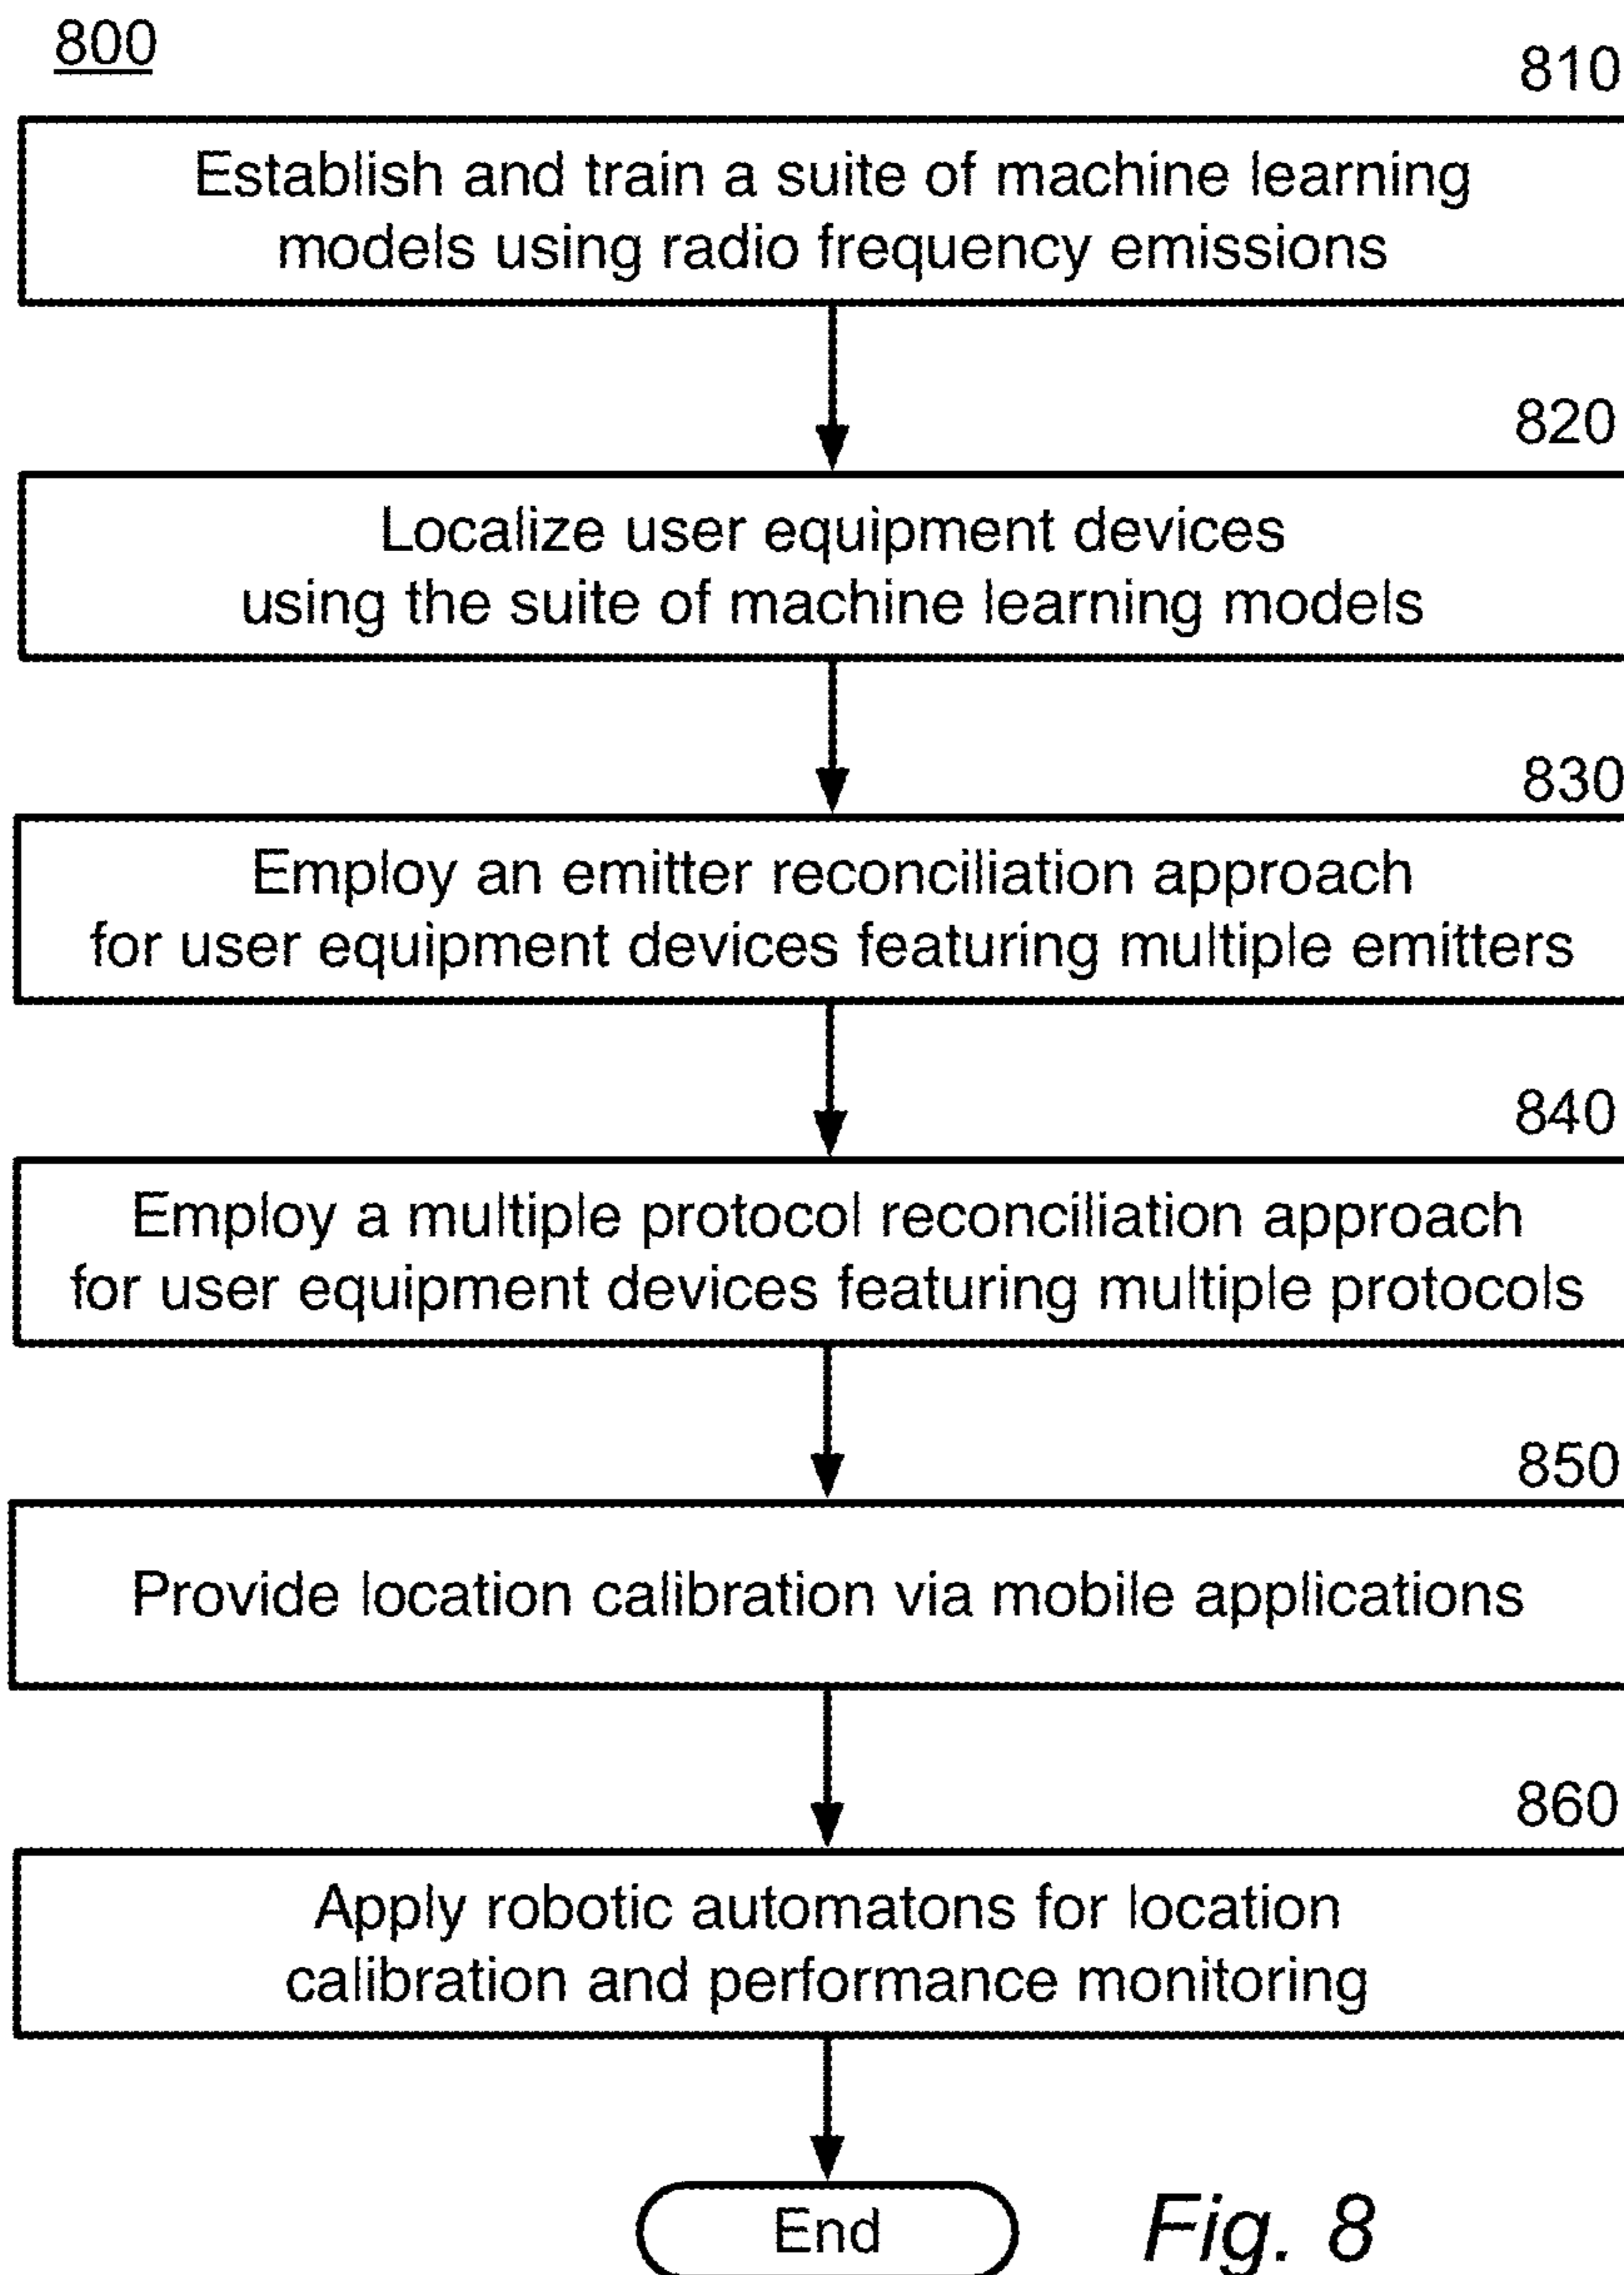 800
810
Establish and train a suite of machine learning
models using radio frequency emissions
820
Localize user equipment devices
using the suite of machine learning models
830
Employ an emitter reconciliation approach
for user equipment devices featuring multiple emitters
840
Employ a multiple protocol reconciliation approach
for user equipment devices featuring multiple protocols
850
Provide location calibration via mobile applications
860
Apply robotic automatons for location
calibration and performance monitoring
End
Fig. 8